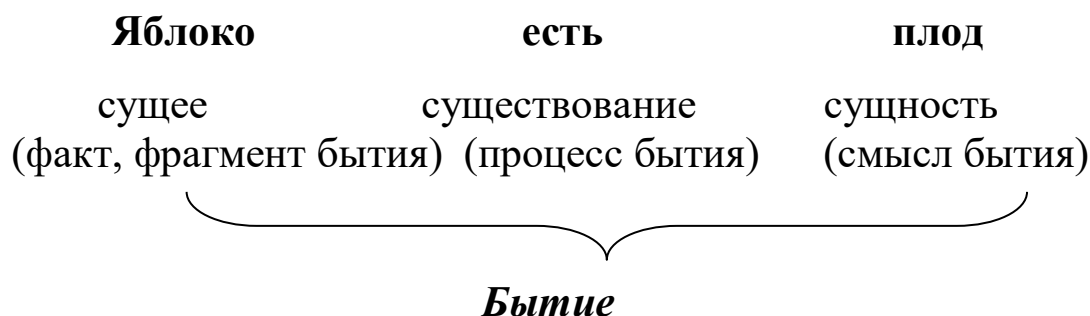 Яблоко есть плод
сущее существование сущность
(факт, фрагмент бытия) (процесс бытия) (смысл бытия)
Бытие